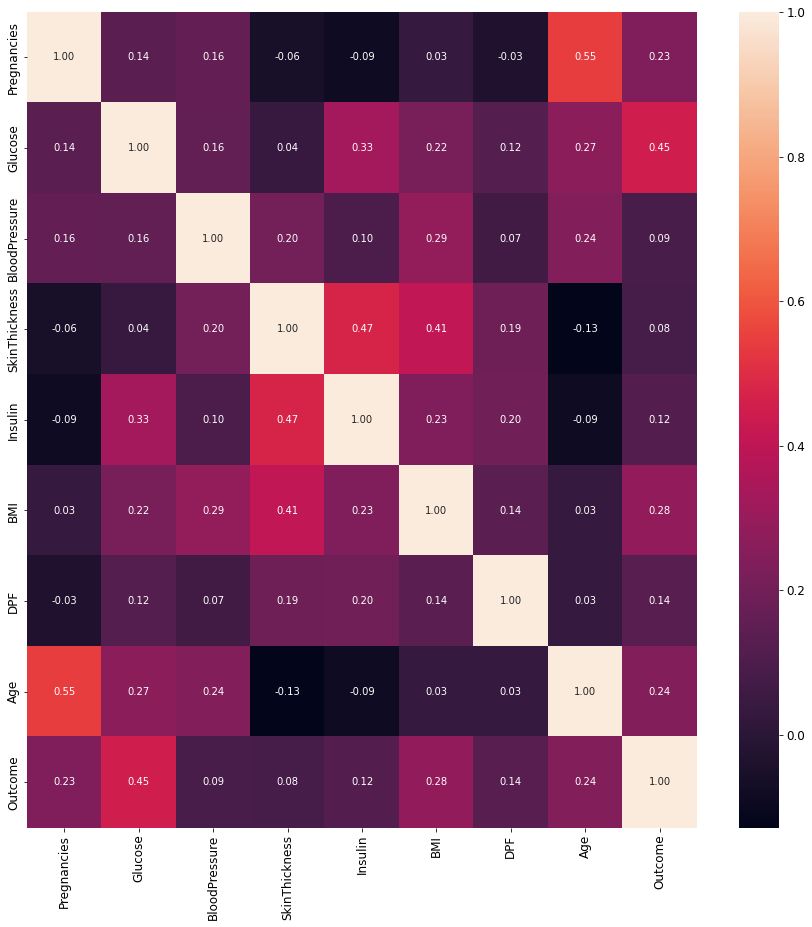 Pregnancies 1.00 0.14 0.16 -0.06 -0.09 0.03 -0.03 0.55 0.23
Glucose 0.14 1.00 0.16 0.04 0.33 0.22 0.12 0.27 0.45
BloodPressure 0.16 0.16 1.00 0.20 0.10 0.29 0.07 0.24 0.09
SkinThickness -0.06 0.04 0.20 1.00 0.47 0.41 0.19 -0.13 0.08
Insulin -0.09 0.33 0.10 0.47 1.00 0.23 0.20 -0.09 0.12
BMI 0.03 0.22 0.29 0.41 0.23 1.00 0.14 0.03 0.28
DPF -0.03 0.12 0.07 0.19 0.20 0.14 1.00 0.03 0.14
Age 0.55 0.27 0.24 -0.13 -0.09 0.03 0.03 1.00 0.24
Outcome 0.23 0.45 0.09 0.08 0.12 0.28 0.14 0.24 1.00
Pregnancies Glucose BloodPressure SkinThickness Insulin BMI DPF Age Outcome
1.0
0.8
0.6
0.4
0.2
0.0